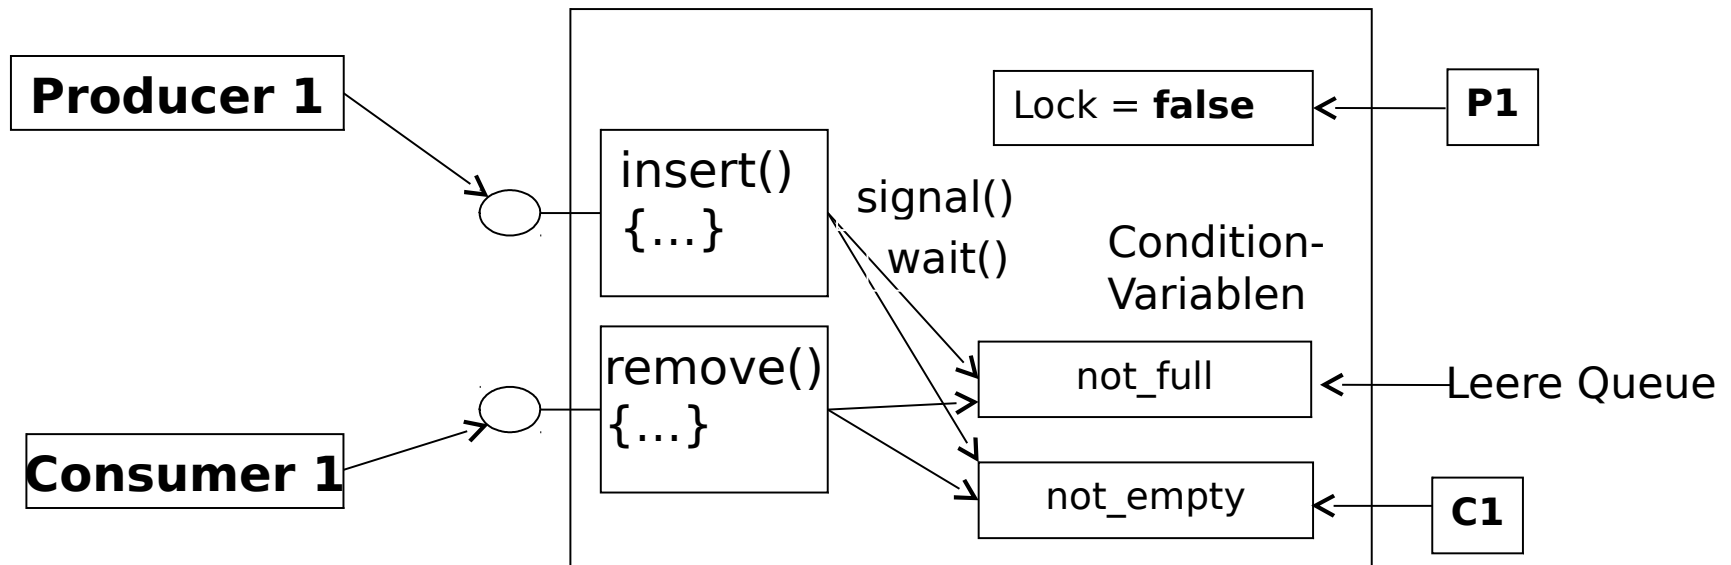 Producer 1
Lock = false
P1
insert()
{...}
signal()
wait()
Condition-
Variablen
remove()
{...}
not_full
Leere Queue
Consumer 1
not_empty
C1